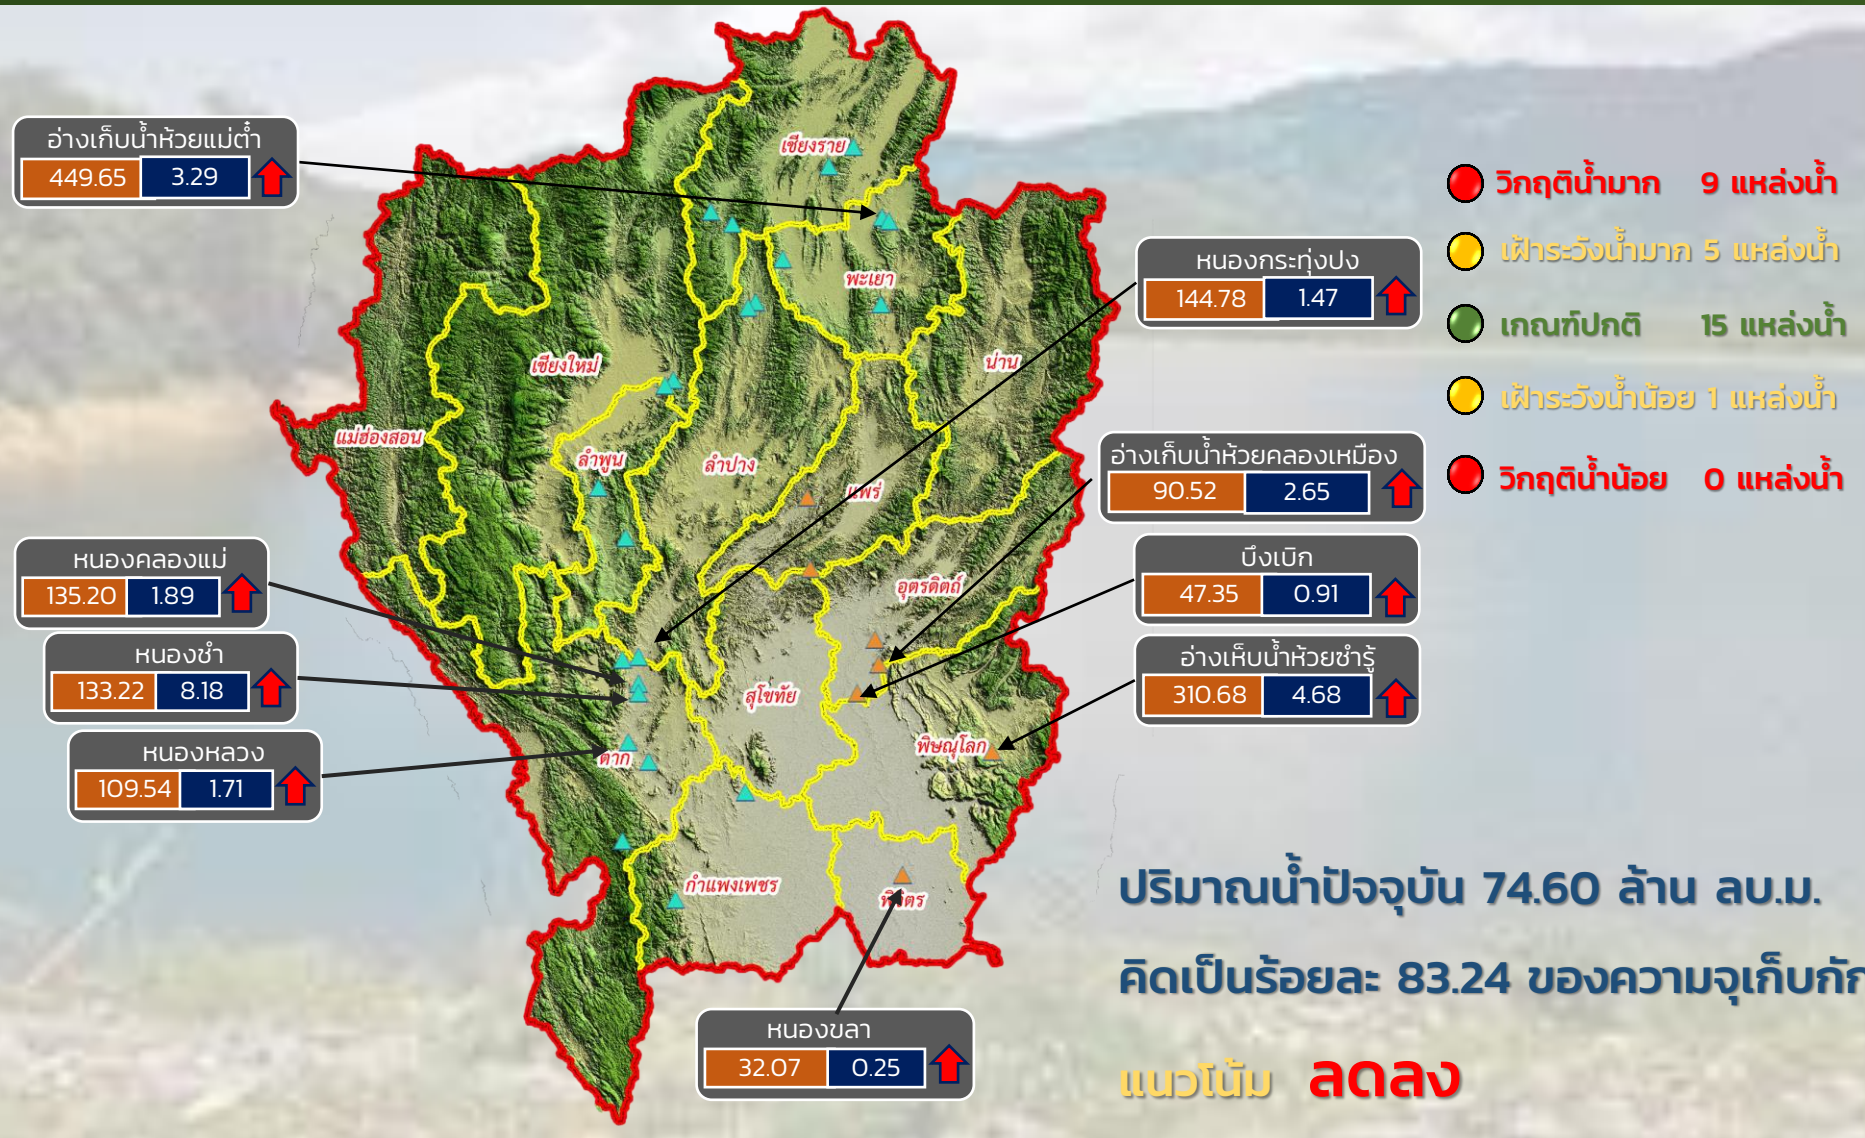 อ่างเก็บน้ำห้วยแม่ต๋ำ
449.65 3.29
หนองคลองแม่
135.20 1.89
หนองชำ
133.22 8.18
หนองหลวง
109.54 1.71
เชียงราย
พะเยา
น่าน
เชียงใหม่
แม่ฮ่องสอน
ลำพูน
ลำปาง
แพร่
อุตรดิตถ์
สุโขทัย
พิษณุโลก
ตาก
กำแพงเพชร
พิจิตร
หนองกระทุ่งปง
144.78 1.47
อ่างเก็บน้ำห้วยคลองเหมือง
90.52 2.65
บึงเบิก
47.35 0.91
อ่างเห็บน้ำห้วยซำรู้
310.68 4.68
หนองขลา
32.07 0.25
วิกฤติน้ำมาก 9 แหล่งน้ำ
เฝ้าระวังน้ำมาก 5 แหล่งน้ำ
เกณฑ์ปกติ 15 แหล่งน้ำ
เฝ้าระวังน้ำน้อย 1 แหล่งน้ำ
วิกฤติน้ำน้อย 0 แหล่งน้ำ
ปริมาณน้ำปัจจุบัน 74.60 ล้าน ลบ.ม.
คิดเป็นร้อยละ 83.24 ของความจุเก็บกัก
แนวโน้ม ลดลง